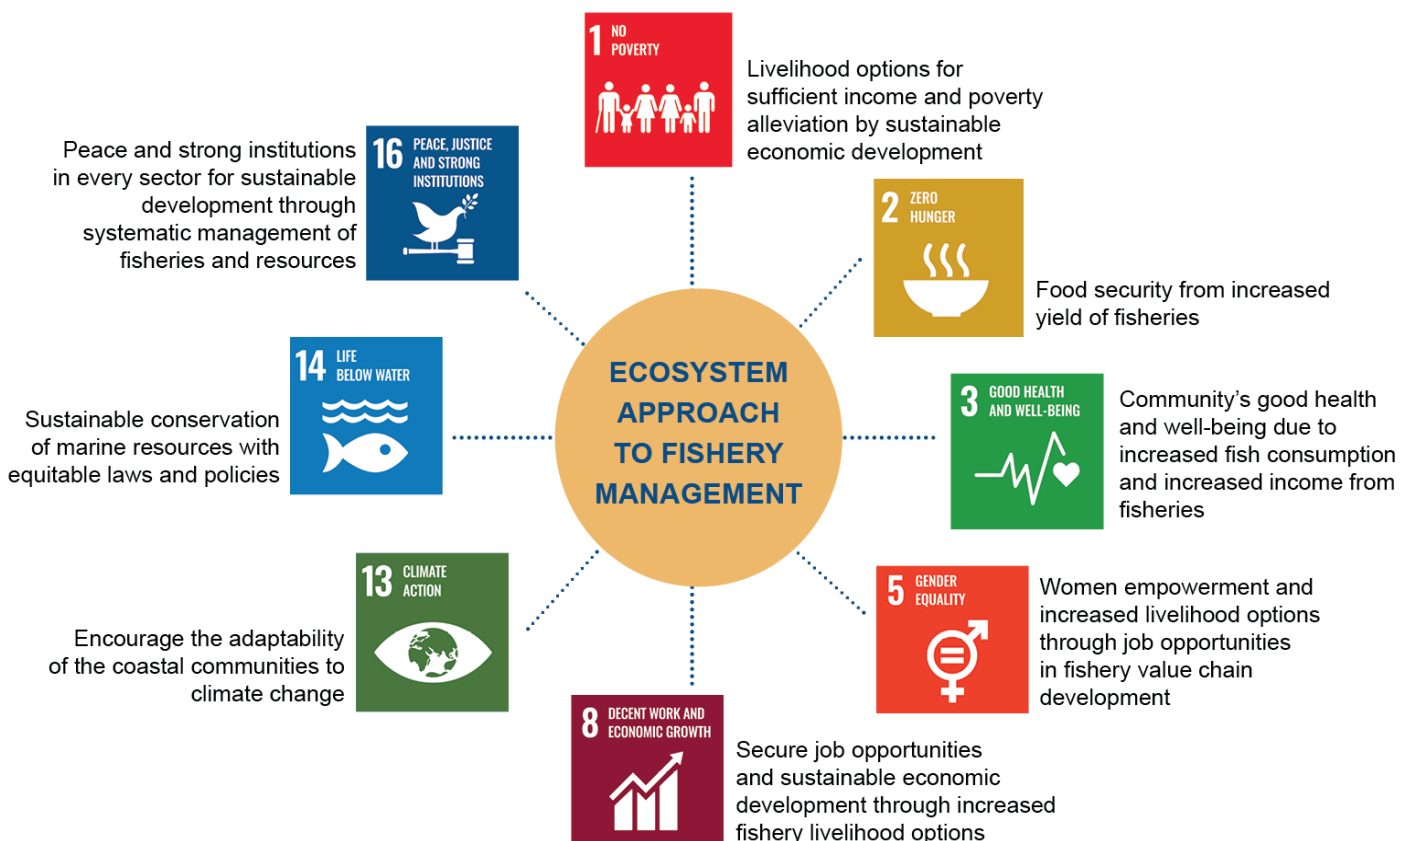 1 NO
POVERTY
Livelihood options for
sufficient income and poverty
alleviation by sustainable
economic development
2 ZERO
HUNGER
Food security from increased
yield of fisheries
3 GOOD HEALTH
AND WELL-BEING
Community’s good health
and well-being due to
increased fish consumption
and increased income from
fisheries
5 GENDER
EQUALITY
Women empowerment and
increased livelihood options
through job opportunities
in fishery value chain
development
8 DECENT WORK AND
ECONOMIC GROWTH
Secure job opportunities
and sustainable economic
development through increased
fishery livelihood options
13 CLIMATE
ACTION
Encourage the adaptability
of the coastal communities to
climate change
14 LIFE
BELOW WATER
Sustainable conservation
of marine resources with
equitable laws and policies
16 PEACE, JUSTICE
AND STRONG
INSTITUTIONS
Peace and strong institutions
in every sector for sustainable
development through
systematic management of
fisheries and resources
ECOSYSTEM
APPROACH
TO FISHERY
MANAGEMENT